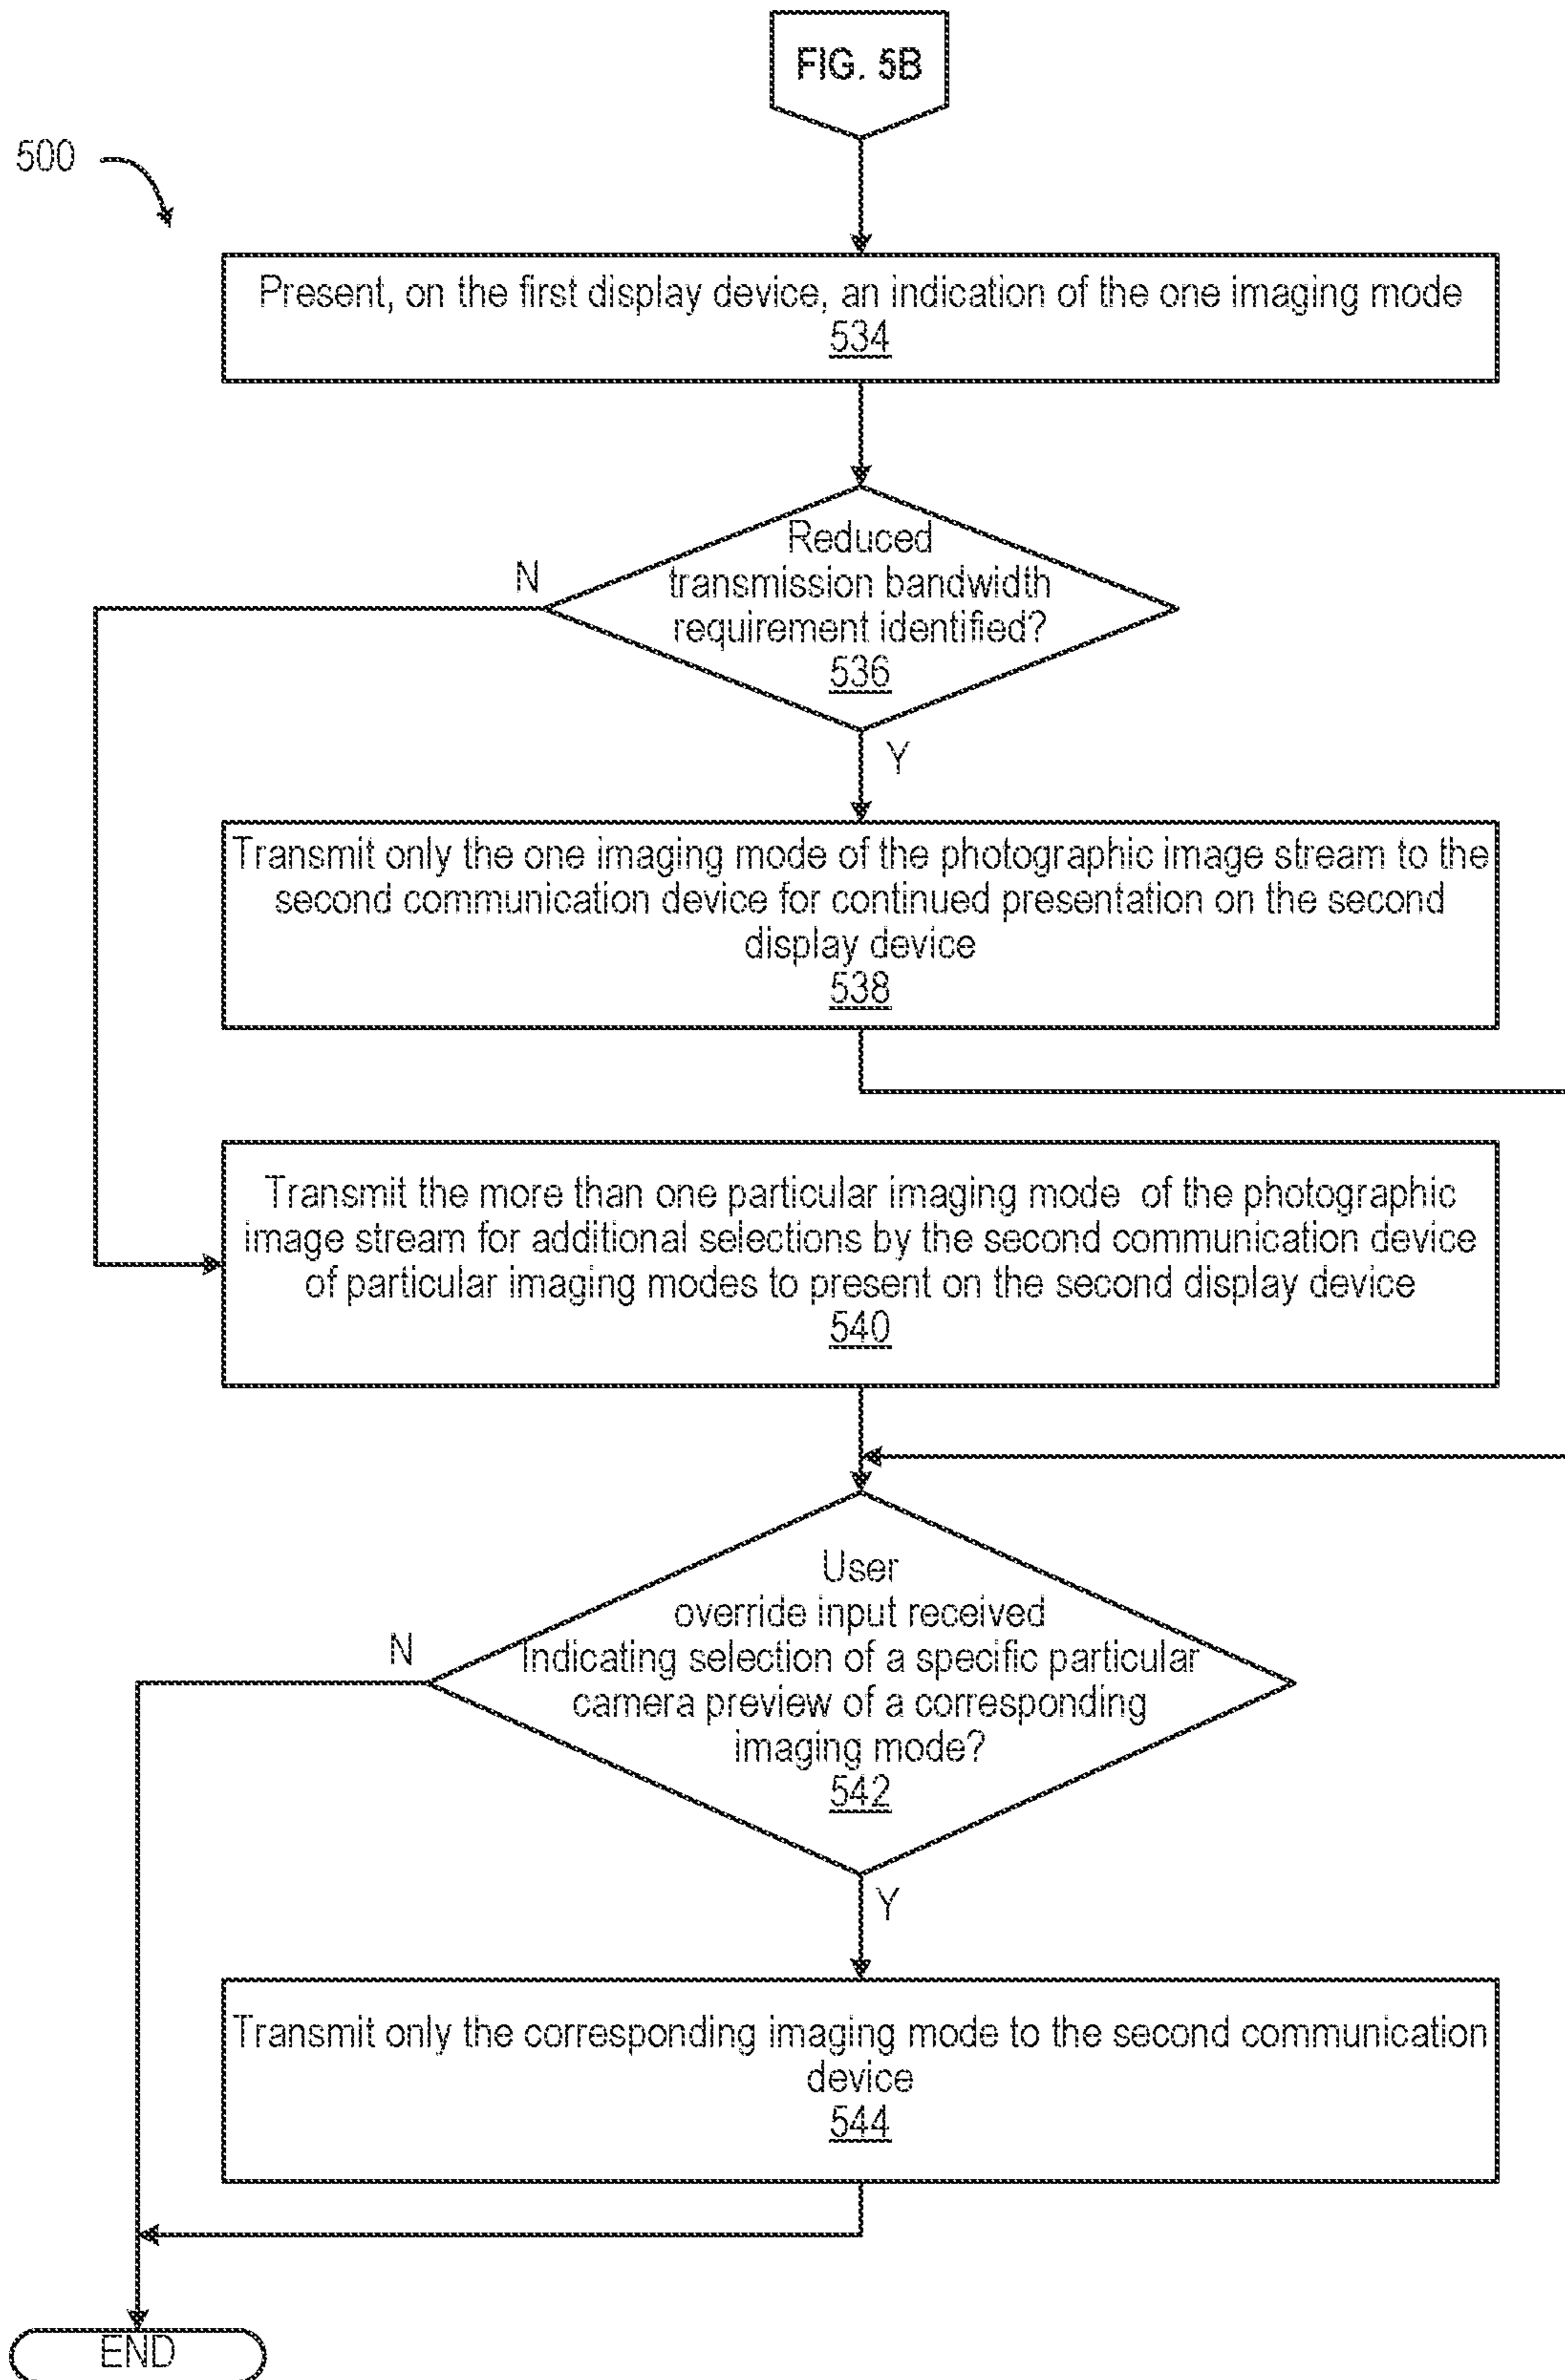 FIG. 5B
500
Present, on the first display device, an indication of the one imaging mode
534
Reduced
transmission bandwidth
requirement identified?
536
N
Y
Transmit only the one imaging mode of the photographic image stream to the
second communication device for continued presentation on the second
display device
538
Transmit the more than one particular imaging mode of the photographic
image stream for additional selections by the second communication device
of particular imaging modes to present on the second display device
540
User
override input received
Indicating selection of a specific particular
camera preview of a corresponding
imaging mode?
542
N
Y
Transmit only the corresponding imaging mode to the second communication
device
544
END